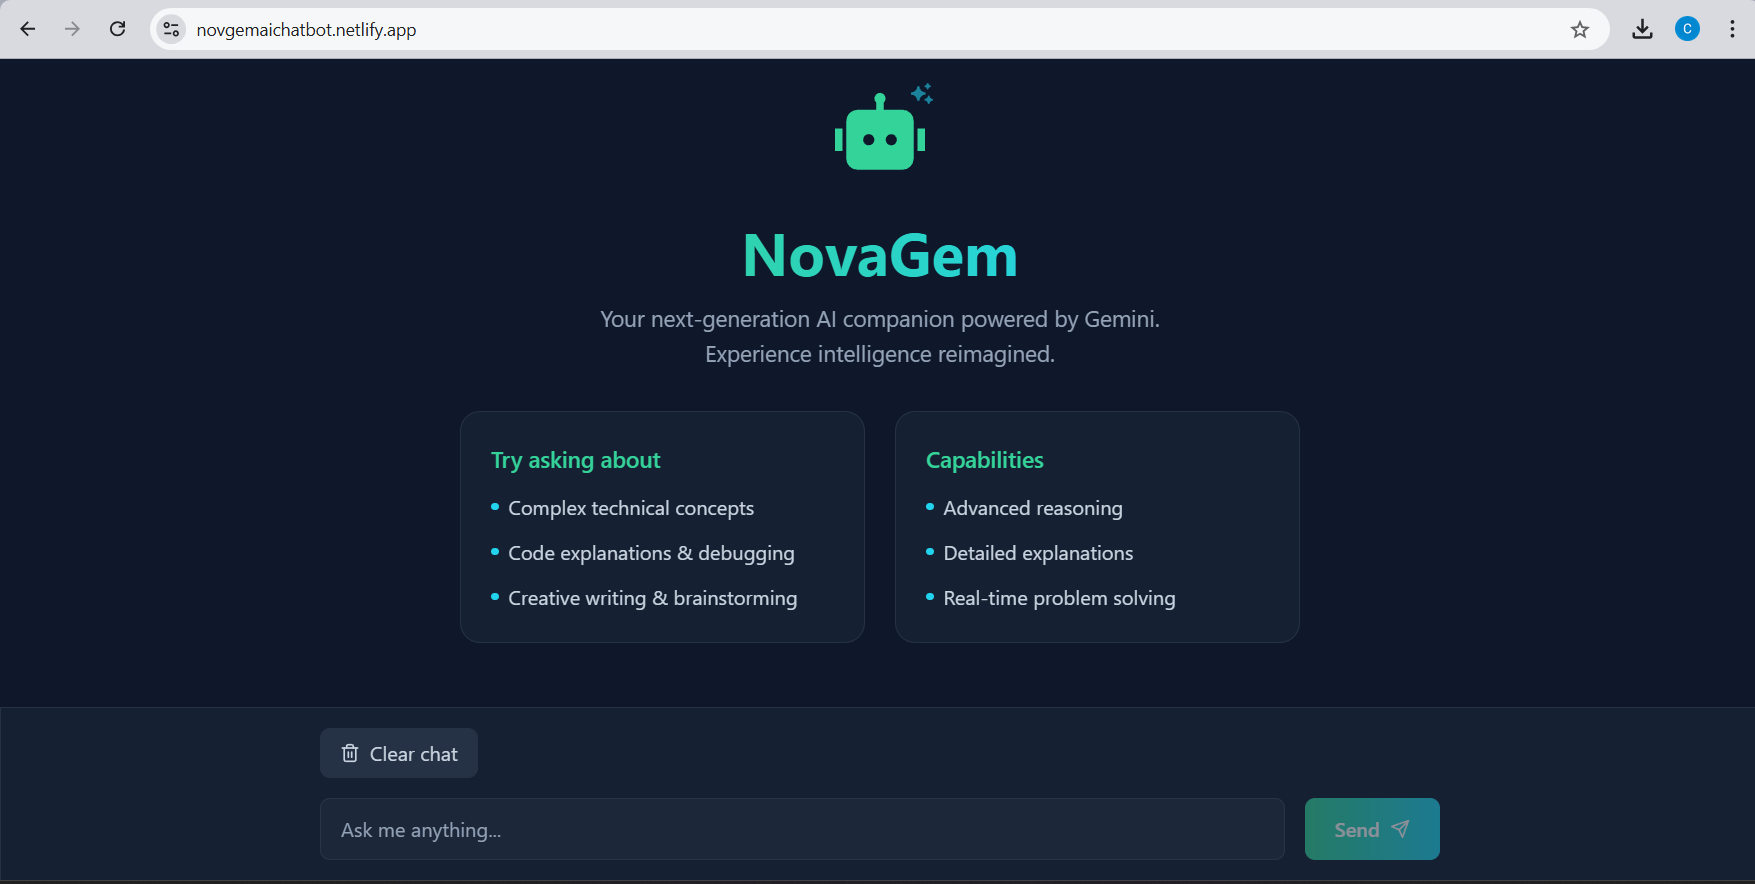 novgemaichatbot.netlify.app
C
NovaGem
Your next-generation AI companion powered by Gemini.
Experience intelligence reimagined.
Try asking about
Complex technical concepts
Code explanations & debugging
Creative writing & brainstorming
Capabilities
Advanced reasoning
Detailed explanations
Real-time problem solving
Clear chat
Ask me anything...
Send